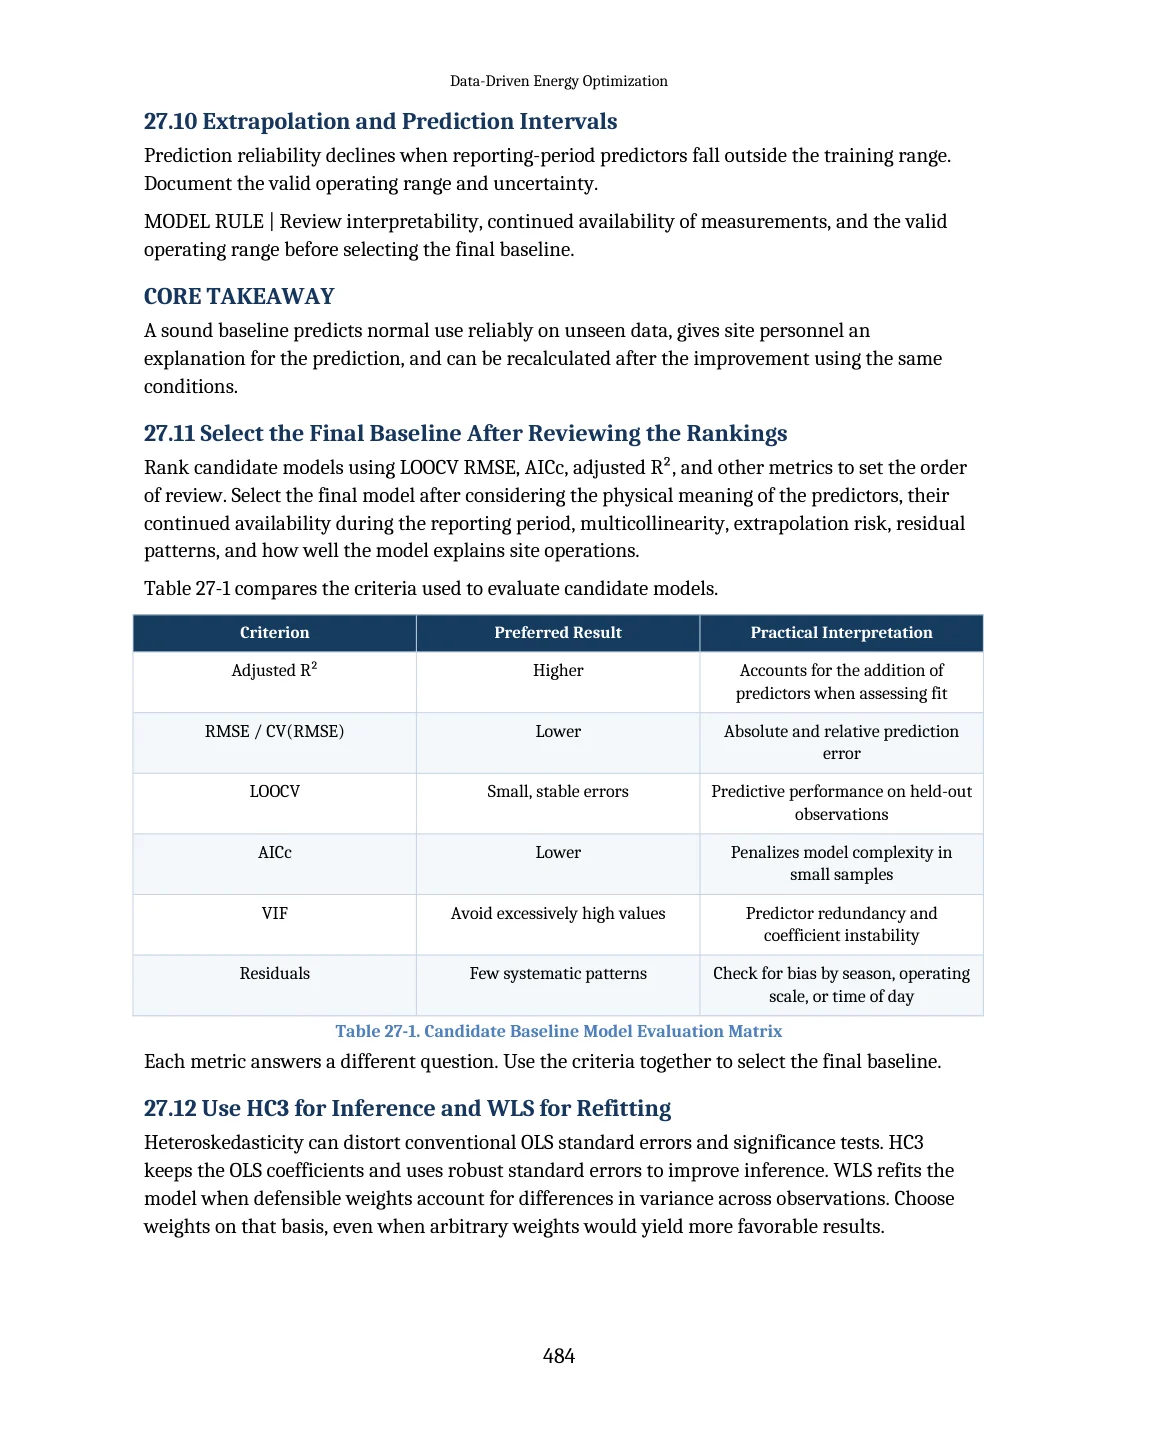 Data-Driven Energy Optimization
27.10 Extrapolation and Prediction Intervals
Prediction reliability declines when reporting-period predictors fall outside the training range.
Document the valid operating range and uncertainty.
MODEL RULE | Review interpretability, continued availability of measurements, and the valid
operating range before selecting the final baseline.
CORE TAKEAWAY
A sound baseline predicts normal use reliably on unseen data, gives site personnel an
explanation for the prediction, and can be recalculated after the improvement using the same
conditions.
27.11 Select the Final Baseline After Reviewing the Rankings
Rank candidate models using LOOCV RMSE, AICc, adjusted R², and other metrics to set the order
of review. Select the final model after considering the physical meaning of the predictors, their
continued availability during the reporting period, multicollinearity, extrapolation risk, residual
patterns, and how well the model explains site operations.
Table 27-1 compares the criteria used to evaluate candidate models.
Criterion Preferred Result Practical Interpretation
Adjusted R² Higher Accounts for the addition of
predictors when assessing fit
RMSE / CV(RMSE) Lower Absolute and relative prediction
error
LOOCV Small, stable errors Predictive performance on held-out
observations
AICc Lower Penalizes model complexity in
small samples
VIF Avoid excessively high values Predictor redundancy and
coefficient instability
Residuals Few systematic patterns Check for bias by season, operating
scale, or time of day
Table 27-1. Candidate Baseline Model Evaluation Matrix
Each metric answers a different question. Use the criteria together to select the final baseline.
27.12 Use HC3 for Inference and WLS for Refitting
Heteroskedasticity can distort conventional OLS standard errors and significance tests. HC3
keeps the OLS coefficients and uses robust standard errors to improve inference. WLS refits the
model when defensible weights account for differences in variance across observations. Choose
weights on that basis, even when arbitrary weights would yield more favorable results.
484